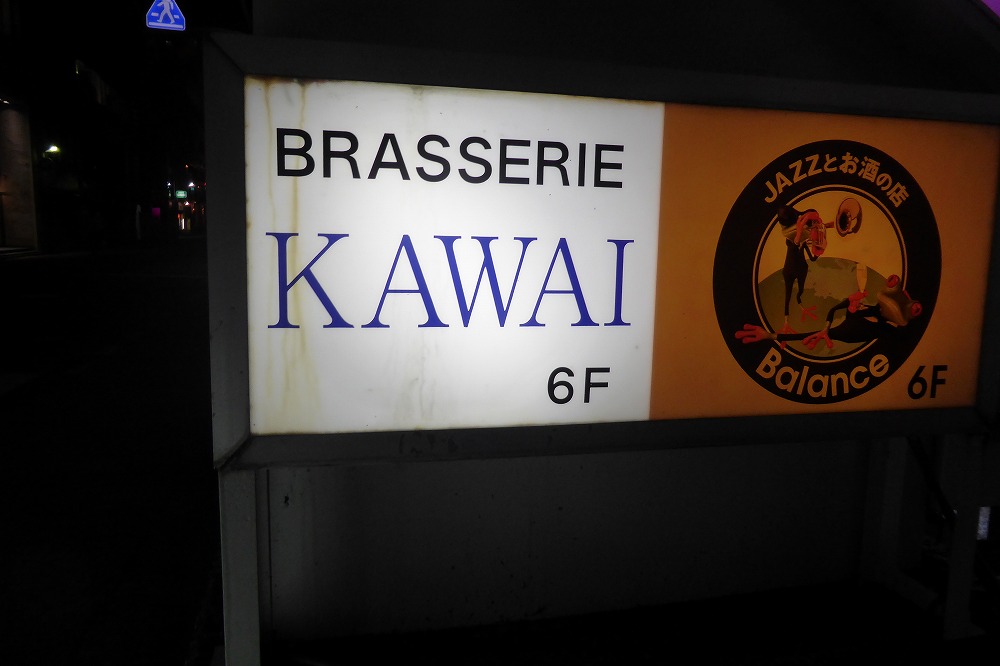 BRASSERIE
KAWAI
6F
JAZZとお酒の店
Balance
6F